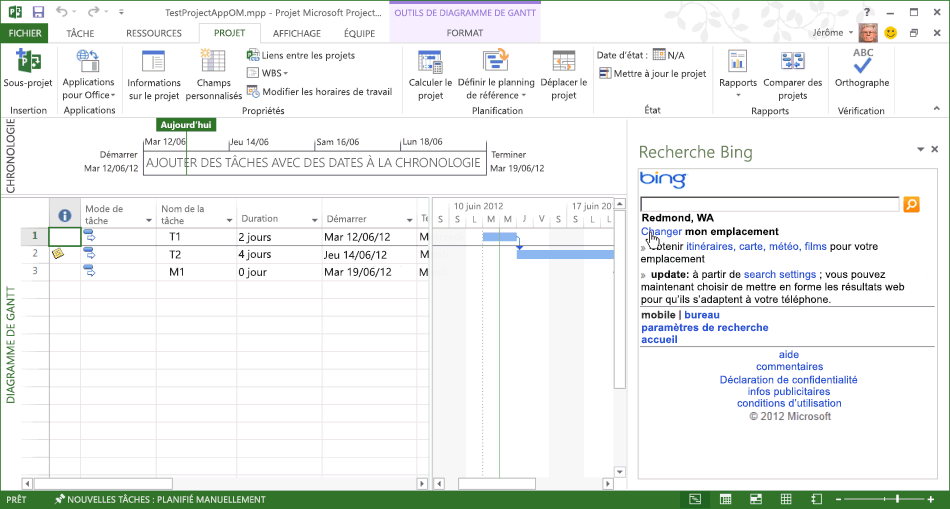 TestProjectAppOM.mpp - Projet Microsoft Project...
OUTILS DE DIAGRAMME DE GANTT
FICHIER
TÂCHE
RESSOURCES
PROJET
AFFICHAGE
ÉQUIPE
FORMAT
Jérôme
Sous-projet
Insertion
Applications
pour Office
Applications
Informations
sur le projet
Champs
personnalisés
Liens entre les projets
WBS
Modifier les horaires de travail
Propriétés
Calculer le
projet
Définir le planning
de référence
Déplacer le
projet
Planification
Date d'état : N/A
Mettre à jour le projet
État
Rapports
Comparer des
projets
Rapports
ABC
Orthographe
Vérification
CHRONOLOGIE
Aujourd'hui
Mar 12/06
Jeu 14/06
Sam 16/06
Lun 18/06
Démarrer
Mar 12/06/12
AJOUTER DES TÂCHES AVEC DES DATES À LA CHRONOLOGIE
Terminer
Mar 19/06/12
DIAGRAMME DE GANTT
Mode de
tâche
Nom de la
tâche
Duration
Démarrer
10 juin 2012
17 juin 201
S S L M M J V S S L L
1 T1 2 jours Mar 12/06/12 M
2 T2 4 jours Jeu 14/06/12 M
3 M1 0 jour Mar 19/06/12 M
Recherche Bing
bing
Redmond, WA
Changer mon emplacement
» obtenir itinéraires, carte, météo, films pour votre
emplacement
» update: à partir de search settings ; vous pouvez
maintenant choisir de mettre en forme les résultats web
pour qu'ils s'adaptent à votre téléphone.
mobile | bureau
paramètres de recherche
accueil
aide
commentaires
Déclaration de confidentialité
infos publicitaires
conditions d'utilisation
© 2012 Microsoft
PRÊT
NOUVELLES TÂCHES : PLANIFIÉ MANUELLEMENT